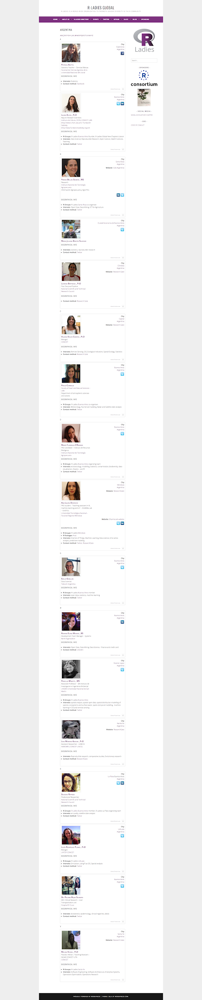 R-LADIES GLOBAL
R-LADIES IS A WORLD-WIDE ORGANIZATION TO PROMOTE GENDER DIVERSITY IN THE R COMMUNITY
HOME • ABOUT US • R-LADIES DIRECTORY • EVENTS • TWITTER • GITHUB • SLACK • BLOG • SPONSORS
ARGENTINA
A B C D E F G H I J K L M N O P Q R S T U V W X Y Z
R
Ladies
Search ...
- SPONSORS -
R
consortium
- SOCIAL MEDIA -
SOCIAL ACCOUNTS BY CHAPTER
- COC -
CODE OF CONDUCT
A
City
Esperanza
Argentina
Patricia Acetta
Statistics Teacher – Ciencias Básicas
Facultad de Ciencias Agrarias de la
Universidad Nacional del Litoral
BIOGRAPHICAL INFO
Interests: Statistics
Contact method: Facebook
City
Buenos Aires
Argentina
Laura Acion , PhD
Adjunct Research Scientists
Instituto de Cálculo, FCEN, CONICET-UBA
(http://www.ic.fcen.uba.ar/) / Fundación
Sadosky
(http://www.fundacionsadosky.org.ar/)
BIOGRAPHICAL INFO
R-Groups: R-Ladies Buenos Aires founder, R-Ladies Global New Chapters Liaison
Interests: Data Science, Reproducible Research, Open Science, Health Sciences,
Teaching
Contact method: Twitter
B
City
Santa Rosa
Argentina
Website:
Yanina Bellini Saibene , MS
Research
Instituto Nacional de Tecnología
Agropecuaria
Información Agropecuaria y AgroTICs
BIOGRAPHICAL INFO
R-Groups: R-Ladies Santa Rosa co-organiser
Interests: Open Data, Data Mining, ICT for Agriculture
Contact method: Twitter
City
Ciudad Autonoma de Buenos Aires
Argentina
Maria Juliana Benitez Saldivar
BIOGRAPHICAL INFO
Interests: statistics, reproducible research
Contact method: Twitter
City
Córdoba
Argentina
Website: Research Gate
Bertrand , PhD
Post Doctoral Position
National Scientific and Technical
Research Council
BIOGRAPHICAL INFO
Contact method: Research Gate
C
City
Capital
Argentina
Website: Research Gate
Valeria Evelin Campos , PhD
Biologist
CONICET
BIOGRAPHICAL INFO
Interests: Remote Sensing, GIS, Ecological Indicators, Spatial Ecology, Statistics
Contact method: Research Gate
City
Buenos Aires
Argentina
Paola Corrales
Faculty of Exact and Natural Sciences –
UBA
Department of atmospheric sciences
and oceans
BIOGRAPHICAL INFO
R-Groups: R-Ladies Buenos Aires co-organiser
Interests: Meteorology, Numerical modeling, Radar and Satellite data analysis
Contact method: Twitter
D
City
Buenos Aires
Argentina
María Florencia D'Andrea
PhD candidate – Instituto de Recursos
Biológicos
Instituto Nacional de Tecnología
Agropecuaria
BIOGRAPHICAL INFO
R-Groups: R-Ladies Buenos Aires organizing team
Interests: ecotoxicology, modelling, statistics, contamination, biodiversity, data
visualization, theatre... and R!
Contact method: Twitter
City
Mendoza
Argentina
Website: ResearchGate
Ana Laura Diedrichs
PhD student – Teaching assistant in AI,
machine learning and IoT – DHARMa Lab
– GridTICs
Universidad Tecnológica Nacional –
Facultad Regional Mendoza
Website: DharmaLab website
BIOGRAPHICAL INFO
R-Groups: R-Ladies Mendoza
R-Packages: frost
Interests: Internet of Things, Machine Learning, Data science, time series
analysis, predictive modeling
Contact method: Twitter, ResearchGate
G
City
Buenos Aires
Argentina
Emilia Gibellini
Data Scientist
Telecom Argentina
BIOGRAPHICAL INFO
R-Groups: R-Ladies Buenos Aires member
Interests: open data, statistics, machine learning
Contact method: Twitter
M
City
Buenos Aires
Argentina
Romina Elena Mendez , BS
Development Team Manager – Systems
Bank Organization
BIOGRAPHICAL INFO
Interests: Open Data, Data Mining, Data Science, Finance and credit card
Contact method: LinkedIn
City
Vicente Lopez
Argentina
Priscilla Minotti , MS
Associate Professor – 3iA Instituto de
Investigación e Ingeniería Ambiental
UNSAM Universidad Nacional de San
Martín
BIOGRAPHICAL INFO
R-Groups: R-Ladies Buenos Aires
Interests: spatial analysis, spatial open data, spatial distribution modeling of
species, ecosystems and surface water, spatio-temporal modelling, machine
learning in GIS and remote sensing
Contact method: Twitter
City
Bariloche
Argentina
Website: ResearchGate
Lina Moreno Azocar , PhD
Assistant Researcher – LEBECH
INIBIOMA (CONICET-UNCO)
BIOGRAPHICAL INFO
Interests: Reproducible research, comparative studies, Evolutionary research
Contact method: ResearchGate
R
City
La Plata Buenos Aires
Argentina
Soledad Represa
Predoctoral Researcher
National Scientific and Technical
Research Council
BIOGRAPHICAL INFO
R-Groups: R-Ladies Buenos Aires member, R-Ladies La Plata organizing team
Interests: air quality, satellite data analysis
Contact method: Twitter
City
Ushuaia
Argentina
Lucía Rodríguez Planes , PhD
Biologist
UNTDF-CONICET
BIOGRAPHICAL INFO
R-Groups: R-Ladies Ushuaia
Interests: Simulation, using R as GIS, Spatial analysis
Contact method: Twitter
City
Buenos Aires
Argentina
Dr. Paloma Rojas Saunero
MD, Clinical Research – Liver
Transplantation unit
Hospital El Cruce
BIOGRAPHICAL INFO
Interests: biostatistics, epidemiology, clinical registries,
Contact method: Twitter
V
City
Santa Fe
Argentina
Website: Research Gate
Melina Vidoni , PhD
Postdoc Fellow | Teaching Assistant –
INGAR CONICET-UTN
CONICET
BIOGRAPHICAL INFO
R-Groups: R-Ladies Santa Fe
Interests: Software Engineering, Software Architecture, Enterprise Systems,
Operations Optimization, Operations Research
PROUDLY POWERED BY WORDPRESS | THEME: SELA BY WORDPRESS.COM.